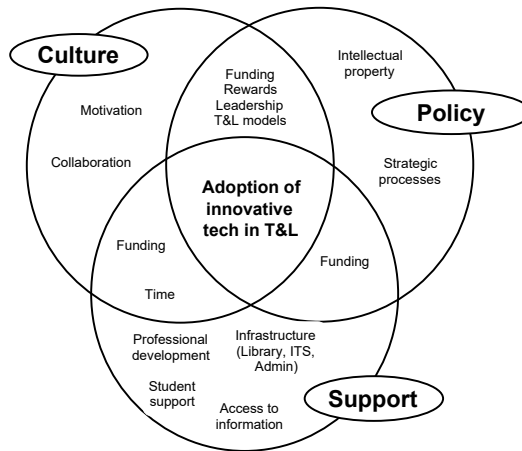 Culture
Intellectual
property
Funding
Rewards
Leadership
T&L models
Motivation
Policy
Collaboration
Strategic
processes
Adoption of
innovative
tech in T&L
Funding
Funding
Time
Professional
development
Infrastructure
(Library, ITS,
Admin)
Student
support
Support
Access to
information